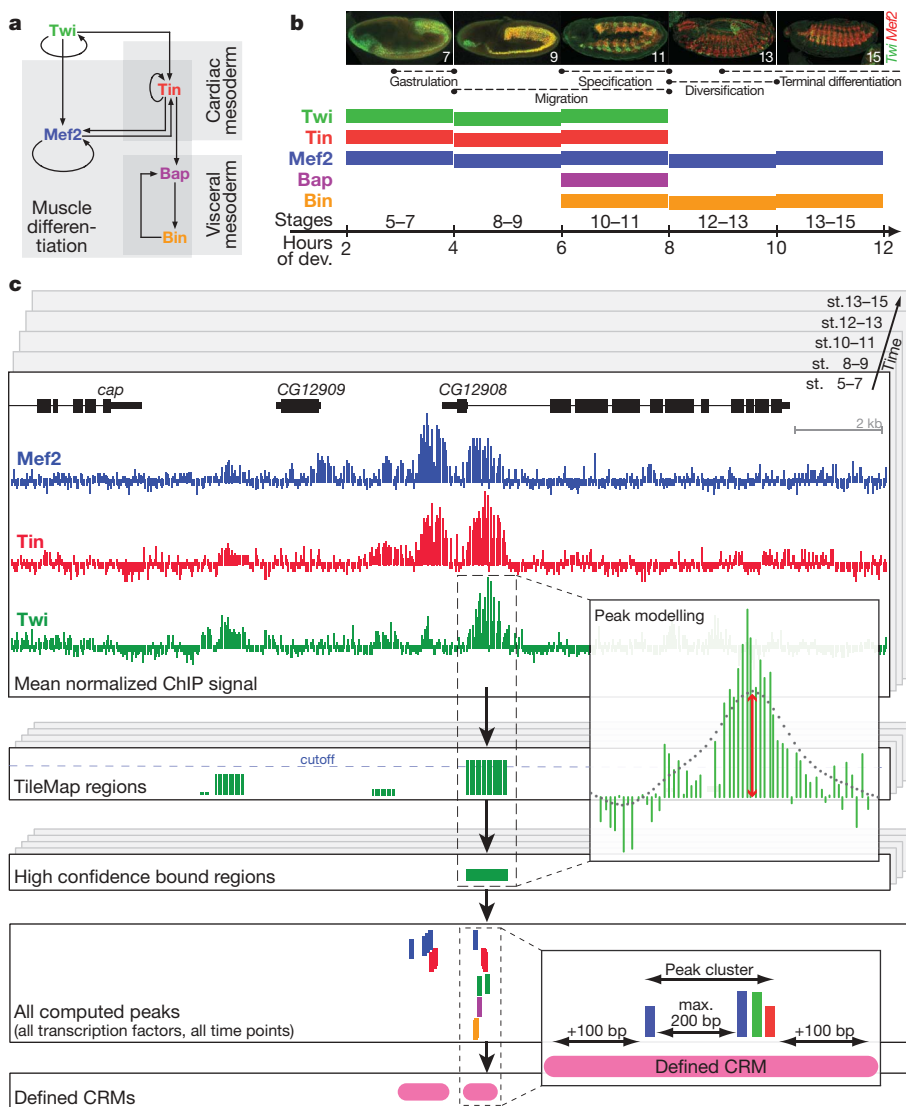 a
Twi
Tin
Mef2
Bap
Bin
Cardiac
mesoderm
Visceral
mesoderm
Muscle
differen-
tiation
b
7
9
11
13
15
Twi Mef2
Gastrulation
Specification
Terminal differentiation
Migration
Diversification
Twi
Tin
Mef2
Bap
Bin
Stages 5–7 8–9 10–11 12–13 13–15
Hours
of dev.
2 4 6 8 10 12
c
st.13–15
st.12–13
st.10–11
st. 8–9
st. 5–7
Time
cap
CG12909
CG12908
2 kb
Mef2
Tin
Twi
Mean normalized ChIP signal
Peak modelling
cutoff
TileMap regions
High confidence bound regions
All computed peaks
(all transcription factors, all time points)
Peak cluster
max.
200 bp
+100 bp
+100 bp
Defined CRM
Defined CRMs